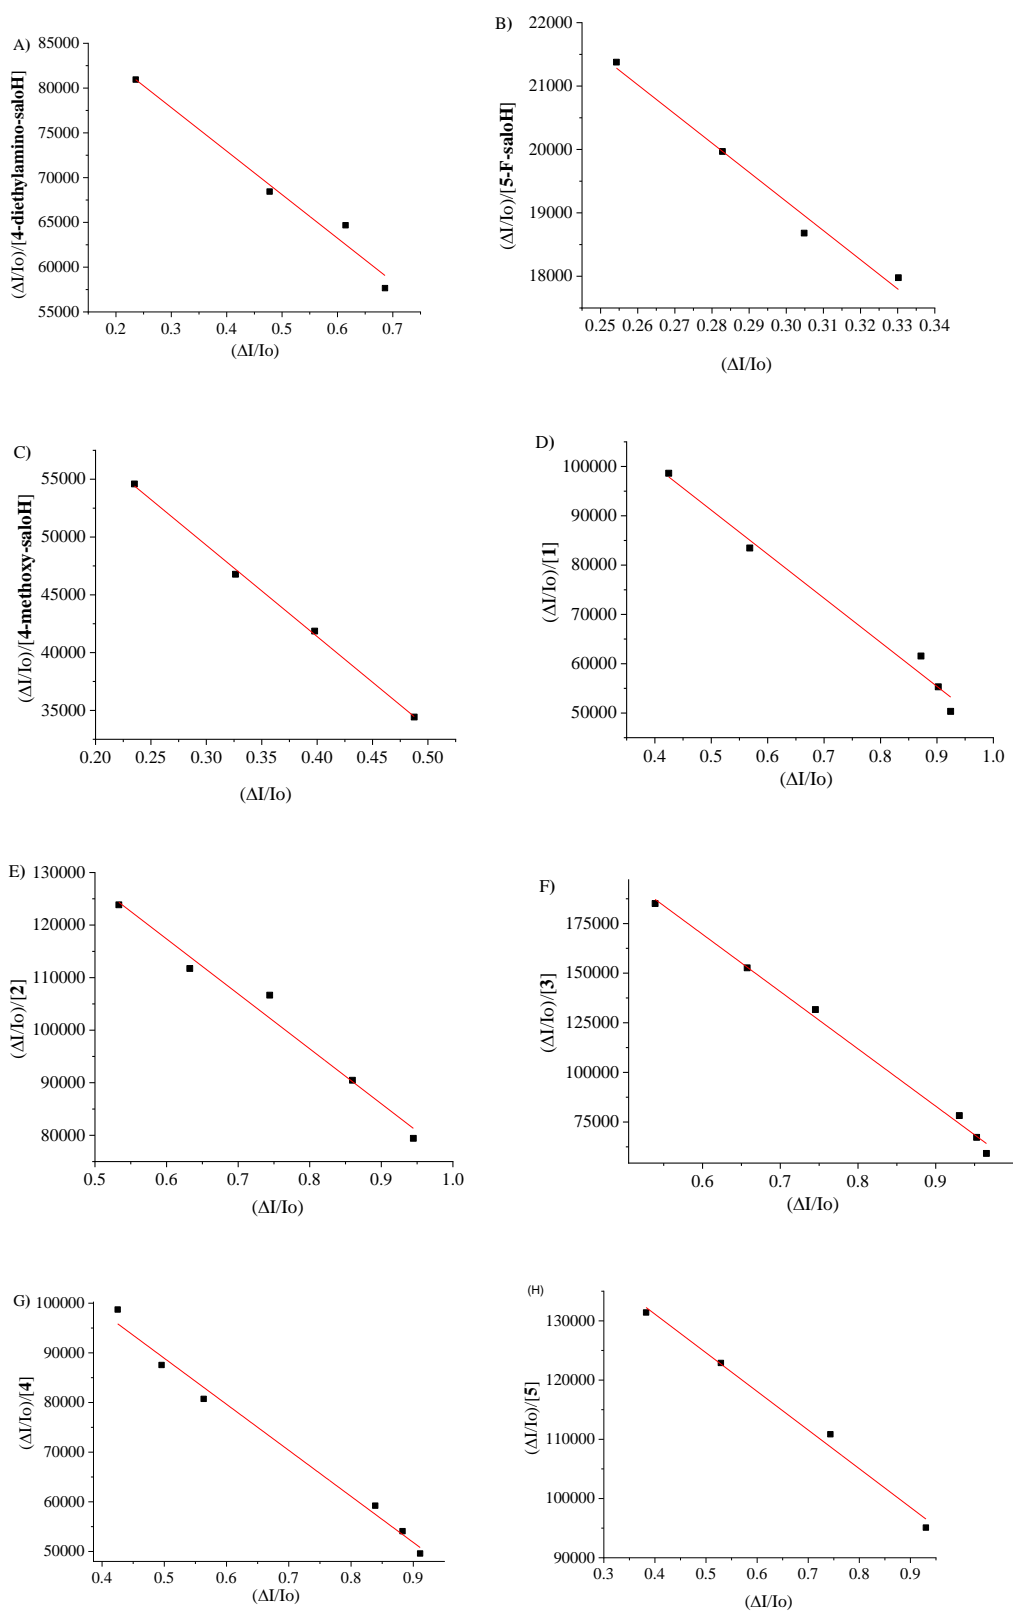 A)
(ΔI/Io)/[4-diethylamino-saloH]
85000
80000
75000
70000
65000
60000
55000
0.2 0.3 0.4 0.5 0.6 0.7
(ΔI/Io)
B)
(ΔI/Io)/[5-F-saloH]
22000
21000
20000
19000
18000
0.25 0.26 0.27 0.28 0.29 0.30 0.31 0.32 0.33 0.34
(ΔI/Io)
C)
(ΔI/Io)/[4-methoxy-saloH]
55000
50000
45000
40000
35000
0.20 0.25 0.30 0.35 0.40 0.45 0.50
(ΔI/Io)
D)
(ΔI/Io)/[1]
100000
90000
80000
70000
60000
50000
0.4 0.5 0.6 0.7 0.8 0.9 1.0
(ΔI/Io)
E)
(ΔI/Io)/[2]
130000
120000
110000
100000
90000
80000
0.5 0.6 0.7 0.8 0.9 1.0
(ΔI/Io)
F)
(ΔI/Io)/[3]
175000
150000
125000
100000
75000
0.6 0.7 0.8 0.9
(ΔI/Io)
G)
(ΔI/Io)/[4]
100000
90000
80000
70000
60000
50000
0.4 0.5 0.6 0.7 0.8 0.9
(ΔI/Io)
(H)
(ΔI/Io)/[5]
130000
120000
110000
100000
90000
0.3 0.4 0.5 0.6 0.7 0.8 0.9
(ΔI/Io)